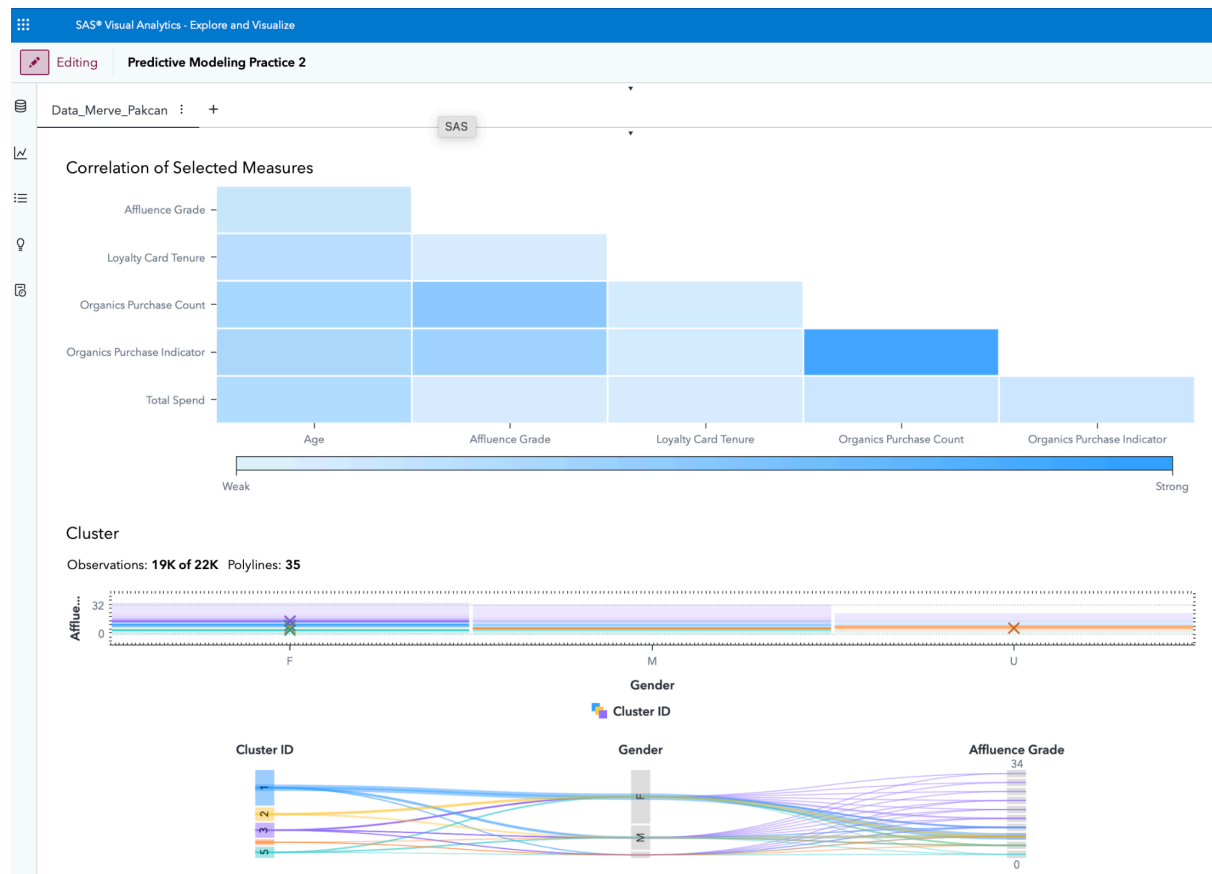 SAS® Visual Analytics - Explore and Visualize
Editing
Predictive Modeling Practice 2
Data_Merve_Pakcan
+
SAS
Correlation of Selected Measures
Affluence Grade
Loyalty Card Tenure
Organics Purchase Count
Organics Purchase Indicator
Total Spend
Age
Affluence Grade
Loyalty Card Tenure
Organics Purchase Count
Organics Purchase Indicator
Weak
Strong
Cluster
Observations: 19K of 22K Polylines: 35
Afflue...
32
0
F
M
U
Gender
Cluster ID
Cluster ID
Gender
Affluence Grade
34
1
2
3
5
F
M
0